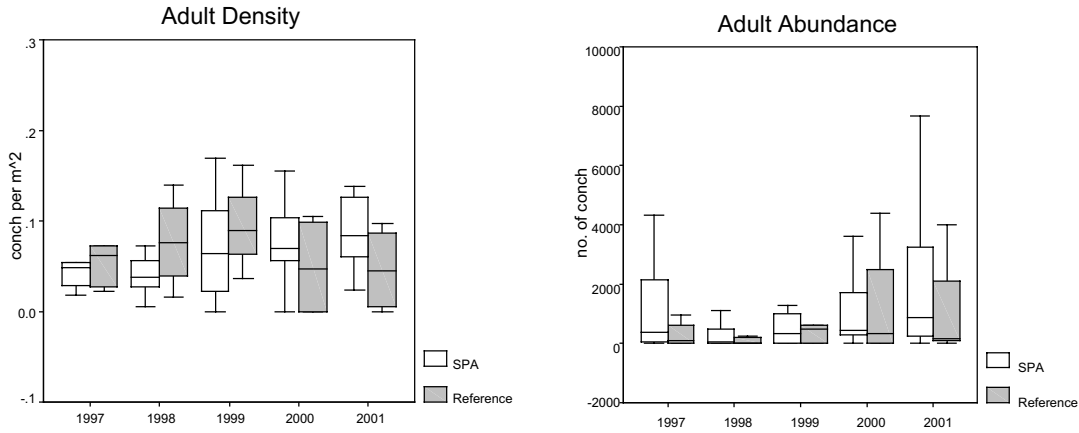 Adult Density
.3
.2
.1
0.0
-.1
conch per m^2
1997 1998 1999 2000 2001
SPA
Reference
Adult Abundance
10000
8000
6000
4000
2000
0
-2000
no. of conch
1997 1998 1999 2000 2001
SPA
Reference